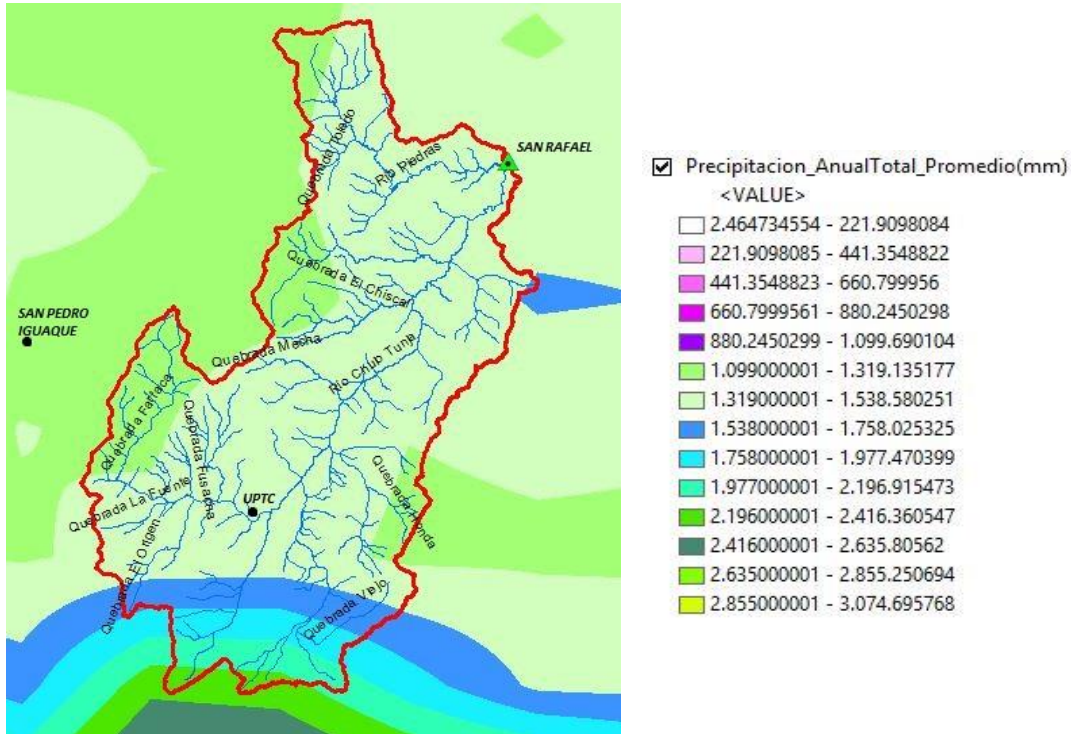 SAN RAFAEL
Quebrada Toledo
Río Piedras
Quebrada El Chiscal
SAN PEDRO
IGUAQUE
Quebrada Mecha
Río Chub Tunja
Quebrada Farfaca
Quebrada Fusacha
Quebrada La Fuente
UPTC
Quebrada Honda
Quebrada El Origen
Quebrada Viejo
Precipitacion_AnualTotal_Promedio(mm)
<VALUE>
2.464734554 - 221.9098084
221.9098085 - 441.3548822
441.3548823 - 660.799956
660.7999561 - 880.2450298
880.2450299 - 1.099.690104
1.099000001 - 1.319.135177
1.319000001 - 1.538.580251
1.538000001 - 1.758.025325
1.758000001 - 1.977.470399
1.977000001 - 2.196.915473
2.196000001 - 2.416.360547
2.416000001 - 2.635.80562
2.635000001 - 2.855.250694
2.855000001 - 3.074.695768